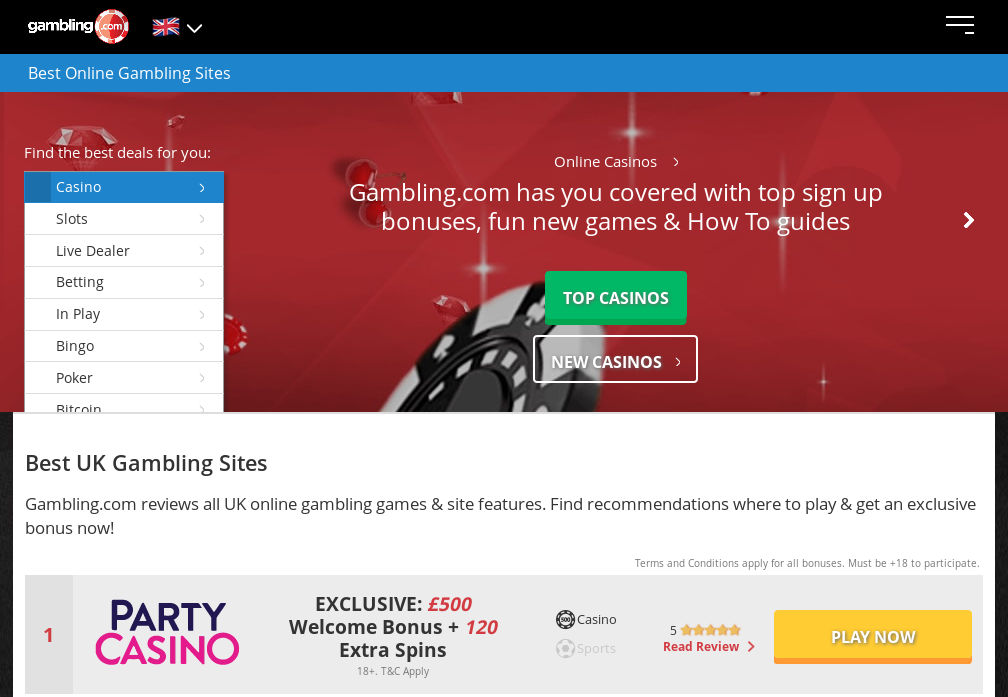 gambling.com
Best Online Gambling Sites
Find the best deals for you:
Casino
Slots
Live Dealer
Betting
In Play
Bingo
Poker
Bitcoin
Online Casinos
Gambling.com has you covered with top sign up
bonuses, fun new games & How To guides
TOP CASINOS
NEW CASINOS
Best UK Gambling Sites
Gambling.com reviews all UK online gambling games & site features. Find recommendations where to play & get an exclusive
bonus now!
Terms and Conditions apply for all bonuses. Must be +18 to participate.
1
PARTY
CASINO
EXCLUSIVE: £500
Welcome Bonus + 120
Extra Spins
18+. T&C Apply
500 Casino
Sports
5
Read Review
PLAY NOW